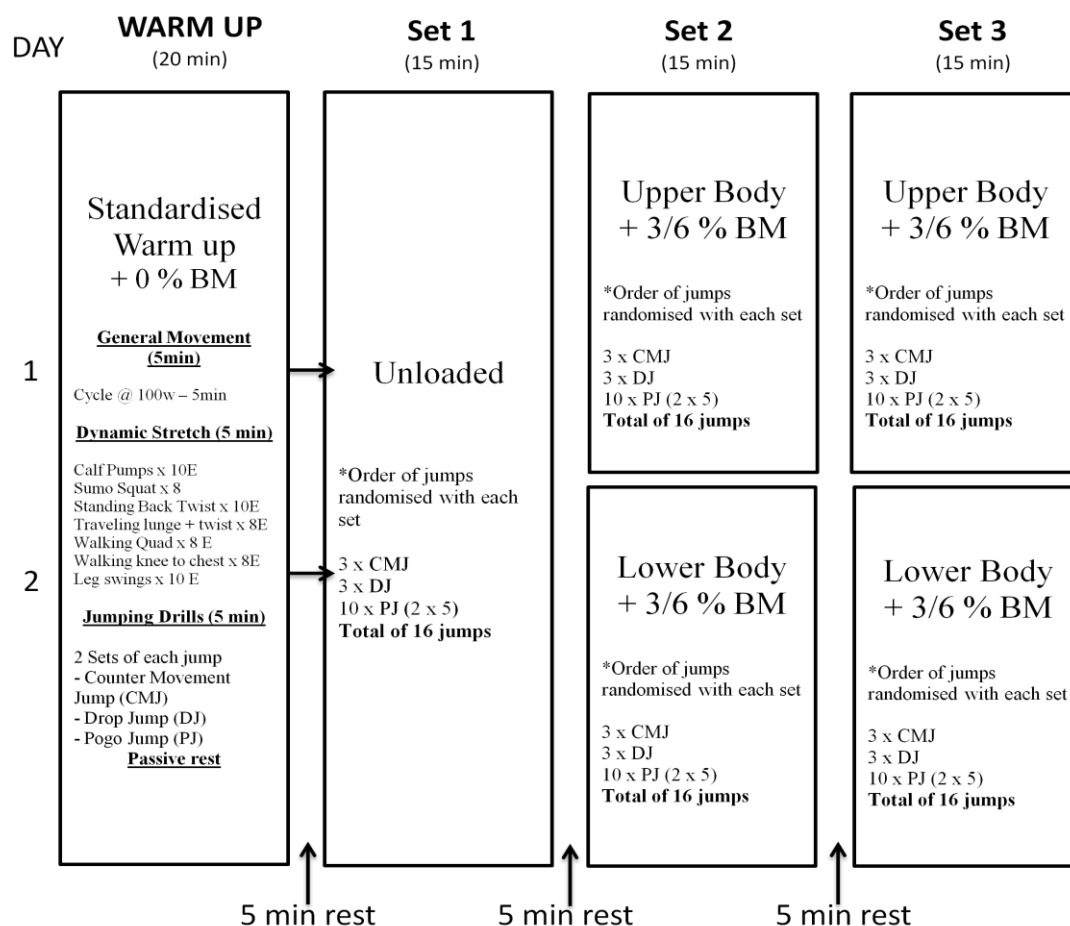 DAY
WARM UP
(20 min)
Set 1
(15 min)
Set 2
(15 min)
Set 3
(15 min)
1
2
Standardised
Warm up
+ 0 % BM
General Movement
(5min)
Cycle @ 100w – 5min
Dynamic Stretch (5 min)
Calf Pumps x 10E
Sumo Squat x 8
Standing Back Twist x 10E
Traveling lunge + twist x 8E
Walking Quad x 8 E
Walking knee to chest x 8E
Leg swings x 10 E
Jumping Drills (5 min)
2 Sets of each jump
- Counter Movement
Jump (CMJ)
- Drop Jump (DJ)
- Pogo Jump (PJ)
Passive rest
Unloaded
*Order of jumps
randomised with each
set
3 x CMJ
3 x DJ
10 x PJ (2 x 5)
Total of 16 jumps
Upper Body
+ 3/6 % BM
*Order of jumps
randomised with each set
3 x CMJ
3 x DJ
10 x PJ (2 x 5)
Total of 16 jumps
Upper Body
+ 3/6 % BM
*Order of jumps
randomised with each set
3 x CMJ
3 x DJ
10 x PJ (2 x 5)
Total of 16 jumps
Lower Body
+ 3/6 % BM
*Order of jumps
randomised with each set
3 x CMJ
3 x DJ
10 x PJ (2 x 5)
Total of 16 jumps
Lower Body
+ 3/6 % BM
*Order of jumps
randomised with each set
3 x CMJ
3 x DJ
10 x PJ (2 x 5)
Total of 16 jumps
5 min rest
5 min rest
5 min rest